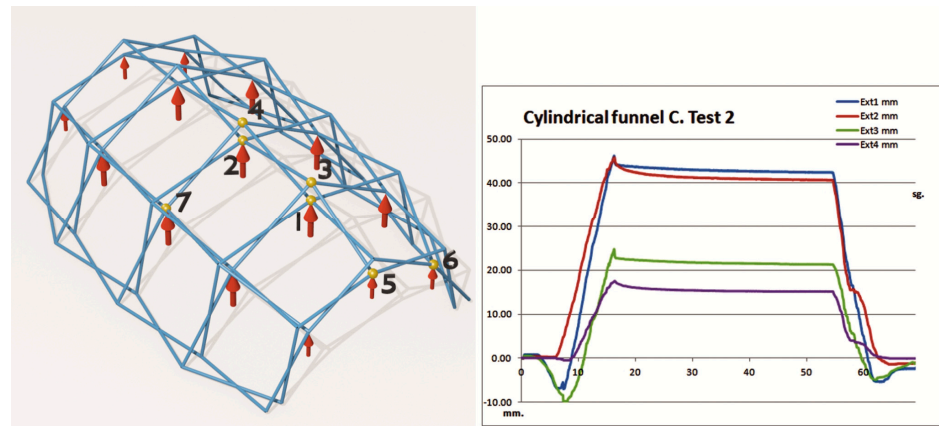 4
2
3
7
1
5
6
Cylindrical funnel C. Test 2
Ext1 mm
Ext2 mm
Ext3 mm
Ext4 mm
50.00
40.00
30.00
20.00
10.00
0.00
-10.00
sg.
0 10 20 30 40 50 60
mm.